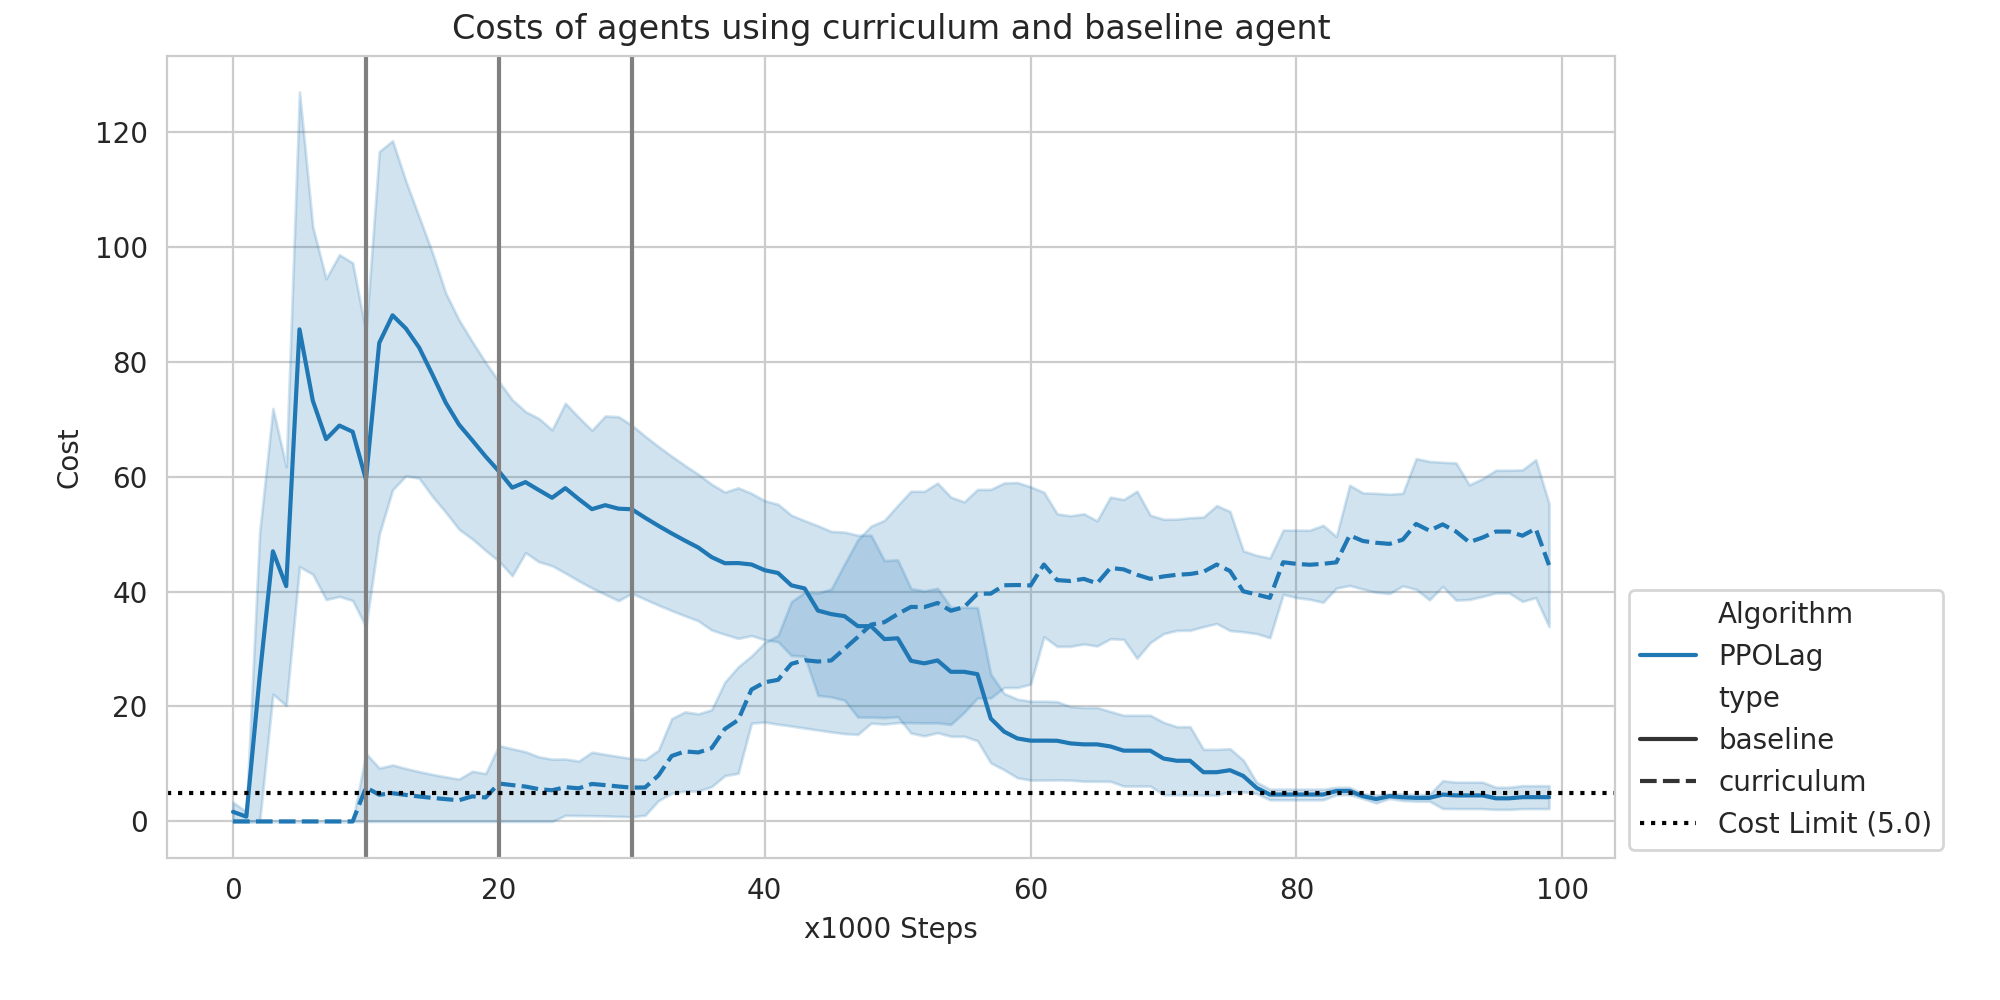 Costs of agents using curriculum and baseline agent
120
100
80
60
40
20
0
Cost
0 20 40 60 80 100
x1000 Steps
Algorithm
PPOLag
type
baseline
curriculum
Cost Limit (5.0)